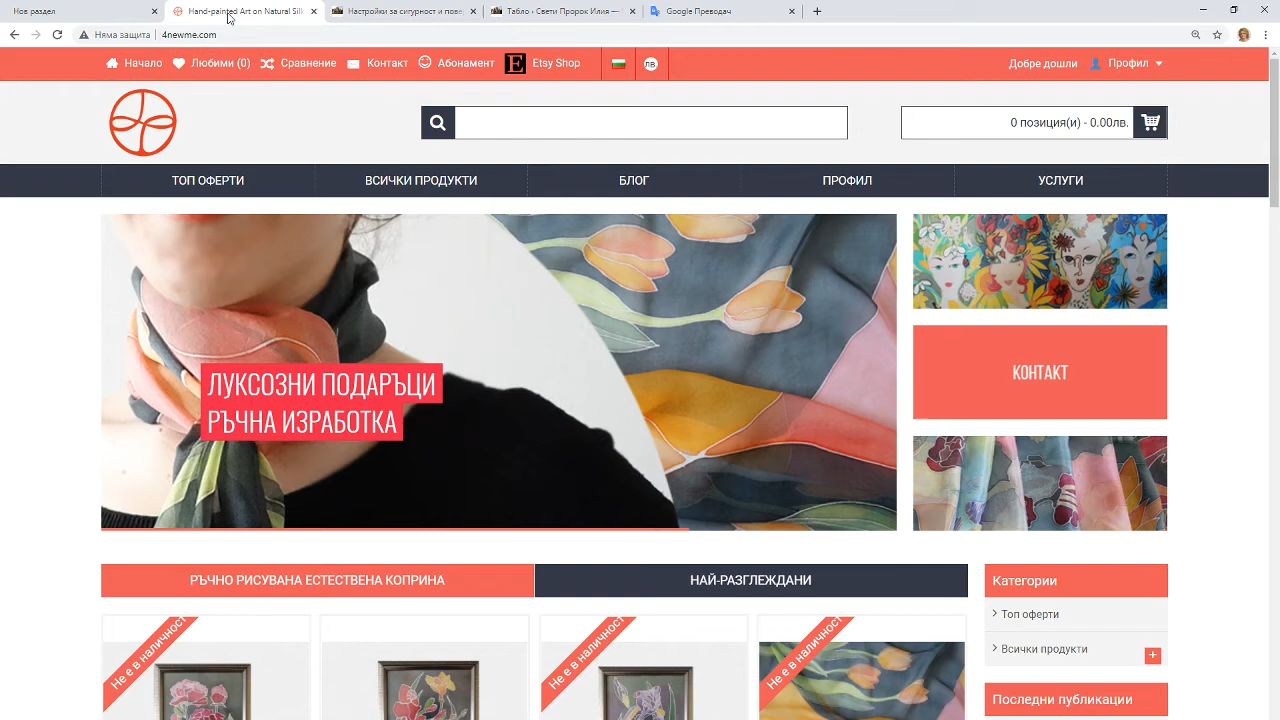 Нов раздел
Hand-painted Art on Natural Silk
Настройки за сигурност и пове
Табло ‹ Свети Пророк Илия —
Google Преводач
Няма защита
4newme.com
Начало
Любими (0)
Сравнение
Контакт
Абонамент
E
Etsy Shop
лв.
Добре дошли
Профил
0 позиция(и) - 0.00лв.
ТОП ОФЕРТИ
ВСИЧКИ ПРОДУКТИ
БЛОГ
ПРОФИЛ
УСЛУГИ
ЛУКСОЗНИ ПОДАРЪЦИ
РЪЧНА ИЗРАБОТКА
КОНТАКТ
РЪЧНО РИСУВАНА ЕСТЕСТВЕНА КОПРИНА
НАЙ-РАЗГЛЕЖДАНИ
Категории
Топ оферти
Всички продукти
+
Последни публикации
Не е в наличност
Не е в наличност
Не е в наличност